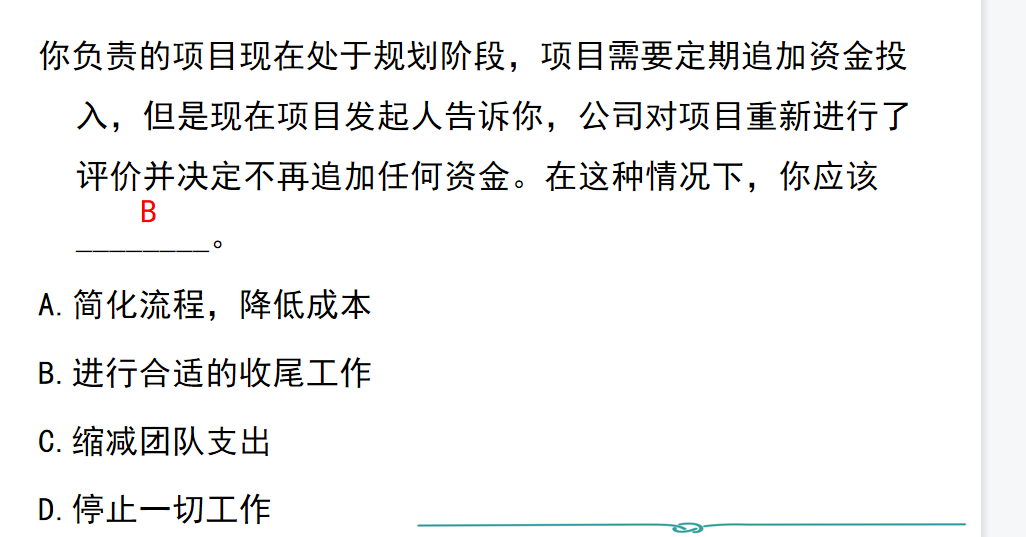 你负责的项目现在处于规划阶段，项目需要定期追加资金投
入，但是现在项目发起人告诉你，公司对项目重新进行了
评价并决定不再追加任何资金。在这种情况下，你应该
B
________。
A.简化流程，降低成本
B.进行合适的收尾工作
C.缩减团队支出
D.停止一切工作